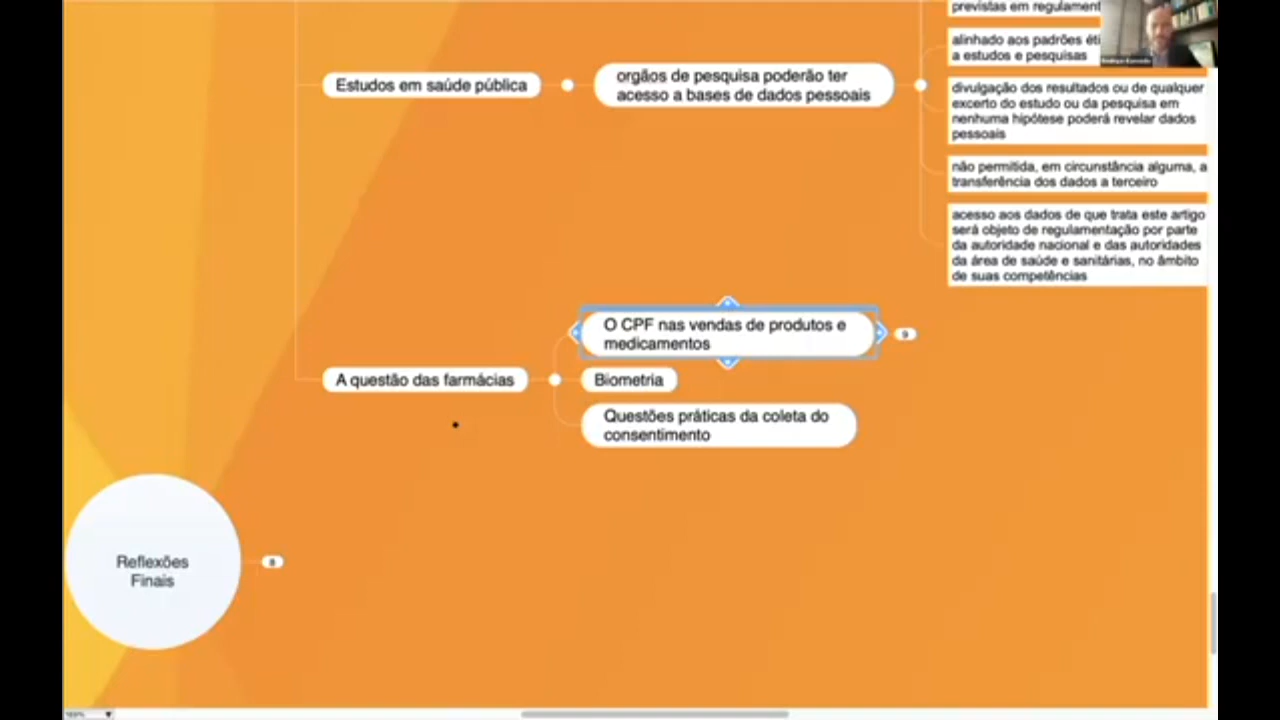 previstas em regulament
alinhado aos padrões éti
a estudos e pesquisas
Estudos em saúde pública
orgãos de pesquisa poderão ter
acesso a bases de dados pessoais
divulgação dos resultados ou de qualquer
excerto do estudo ou da pesquisa em
nenhuma hipótese poderá revelar dados
pessoais
não permitida, em circunstância alguma, a
transferência dos dados a terceiro
acesso aos dados de que trata este artigo
será objeto de regulamentação por parte
da autoridade nacional e das autoridades
da área de saúde e sanitárias, no âmbito
de suas competências
O CPF nas vendas de produtos e
medicamentos
9
A questão das farmácias
Biometria
Questões práticas da coleta do
consentimento
Reflexões
Finais
8